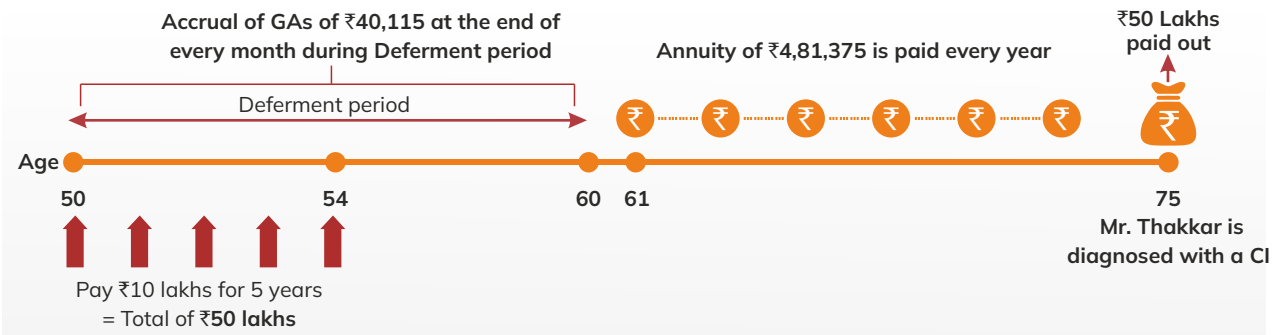 Accrual of GAs of ₹40,115 at the end of
every month during Deferment period
Annuity of ₹4,81,375 is paid every year
₹50 Lakhs
paid out
Deferment period
₹ ₹ ₹ ₹ ₹ ₹ ₹
Age
50 54 60 61 75
Mr. Thakkar is
diagnosed with a CI
Pay ₹10 lakhs for 5 years
= Total of ₹50 lakhs